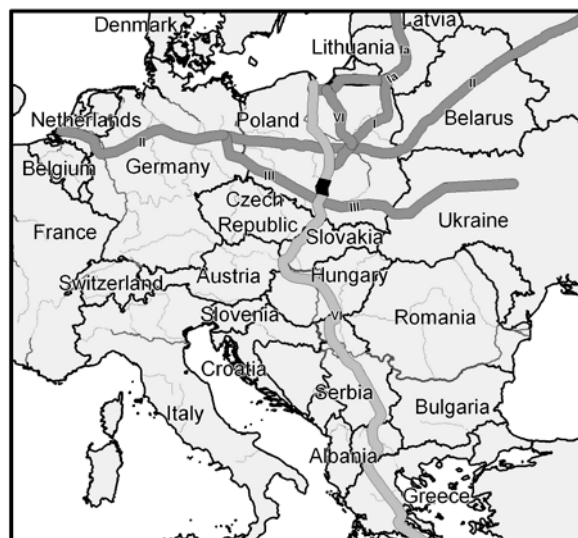 Denmark
Latvia
Lithuania
Ia
Ia
II
Netherlands
Poland
VI
I
Belarus
II
Belgium
Germany
III
Czech
Republic
III
Ukraine
France
Slovakia
Switzerland
Austria
Hungary
Slovenia
VI
Romania
Croatia
Serbia
Italy
Bulgaria
Albania
Greece